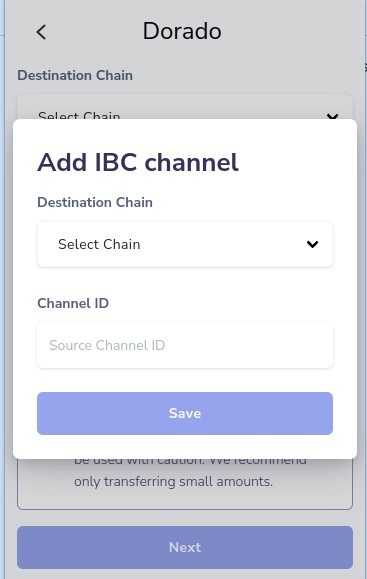 Dorado
Destination Chain
Select Chain
Add IBC channel
Destination Chain
Select Chain
Channel ID
Source Channel ID
Save
be used with caution. We recommend
only transferring small amounts.
Next